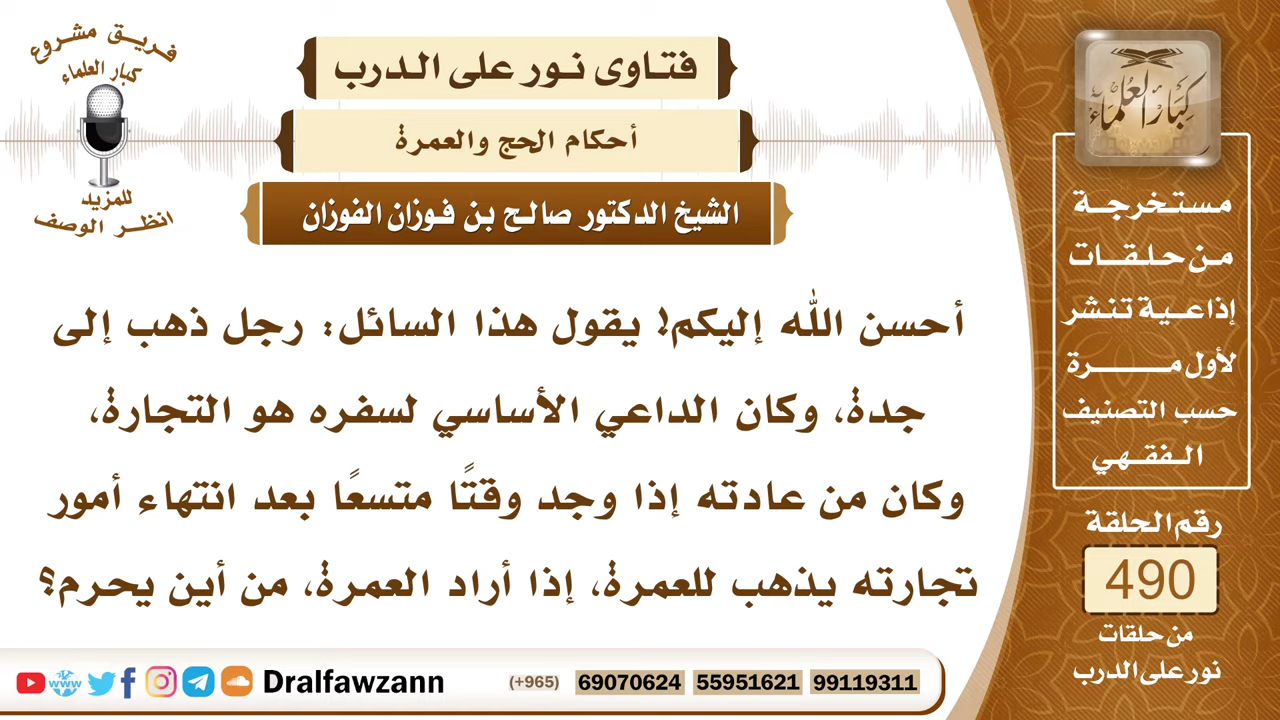 فريق مشروع
كبار العلماء
للمزيد
انظر الوصف
فتاوى نور على الدرب
أحكام الحج والعمرة
الشيخ الدكتور صالح بن فوزان الفوزان
أحسن الله إليكم! يقول هذا السائل: رجل ذهب إلى
جدة، وكان الداعي الأساسي لسفره هو التجارة،
وكان من عادته إذا وجد وقتًا متسعًا بعد انتهاء أمور
تجارته يذهب للعمرة، إذا أراد العمرة، من أين يحرم؟
كبار العلماء
مستخرجة
من حلقات
إذاعية تنشر
لأول مرة
حسب التصنيف
الفقهي
رقم الحلقة
490
من حلقات
نور على الدرب
www
Dralfawzann
(+965) 69070624 55951621 99119311